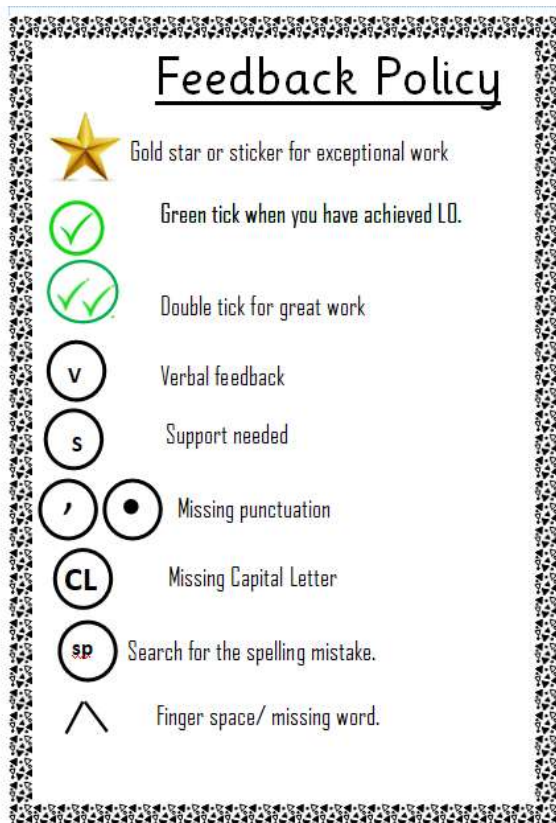 Feedback Policy
Gold star or sticker for exceptional work
Green tick when you have achieved LO.
Double tick for great work
v Verbal feedback
s Support needed
, • Missing punctuation
CL Missing Capital Letter
sp Search for the spelling mistake.
Finger space/ missing word.